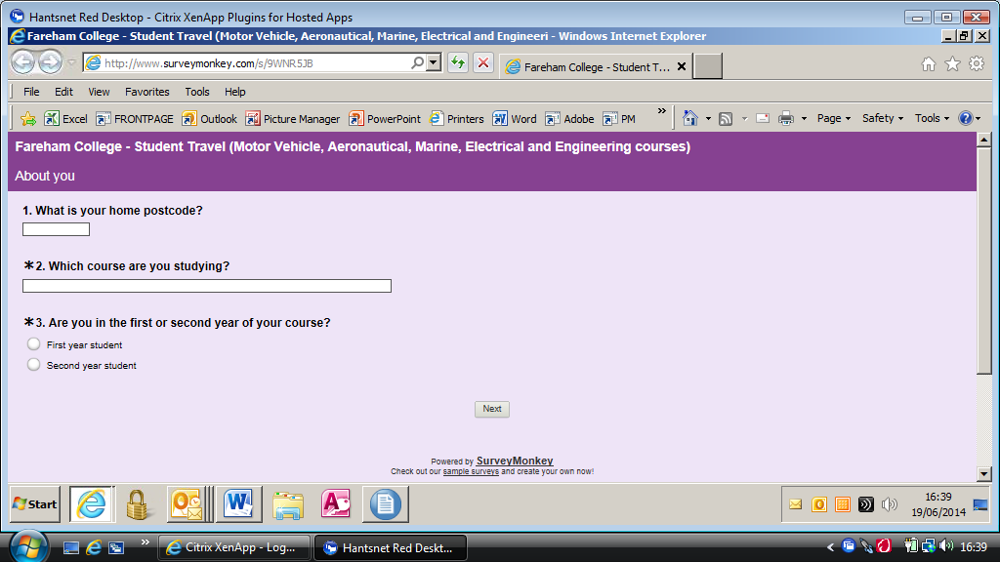 Hantsnet Red Desktop - Citrix XenApp Plugins for Hosted Apps
Fareham College - Student Travel (Motor Vehicle, Aeronautical, Marine, Electrical and Engineeri - Windows Internet Explorer
http://www.surveymonkey.com/s/9WNR5JB
Fareham College - Student T...
File Edit View Favorites Tools Help
Excel FRONTPAGE Outlook Picture Manager PowerPoint Printers Word Adobe PM » Page Safety Tools
Fareham College - Student Travel (Motor Vehicle, Aeronautical, Marine, Electrical and Engineering courses)
About you
1. What is your home postcode?
*2. Which course are you studying?
*3. Are you in the first or second year of your course?
First year student
Second year student
Next
Powered by SurveyMonkey
Check out our sample surveys and create your own now!
Start
16:39
19/06/2014
» Citrix XenApp - Log... Hantsnet Red Deskt... 16:39